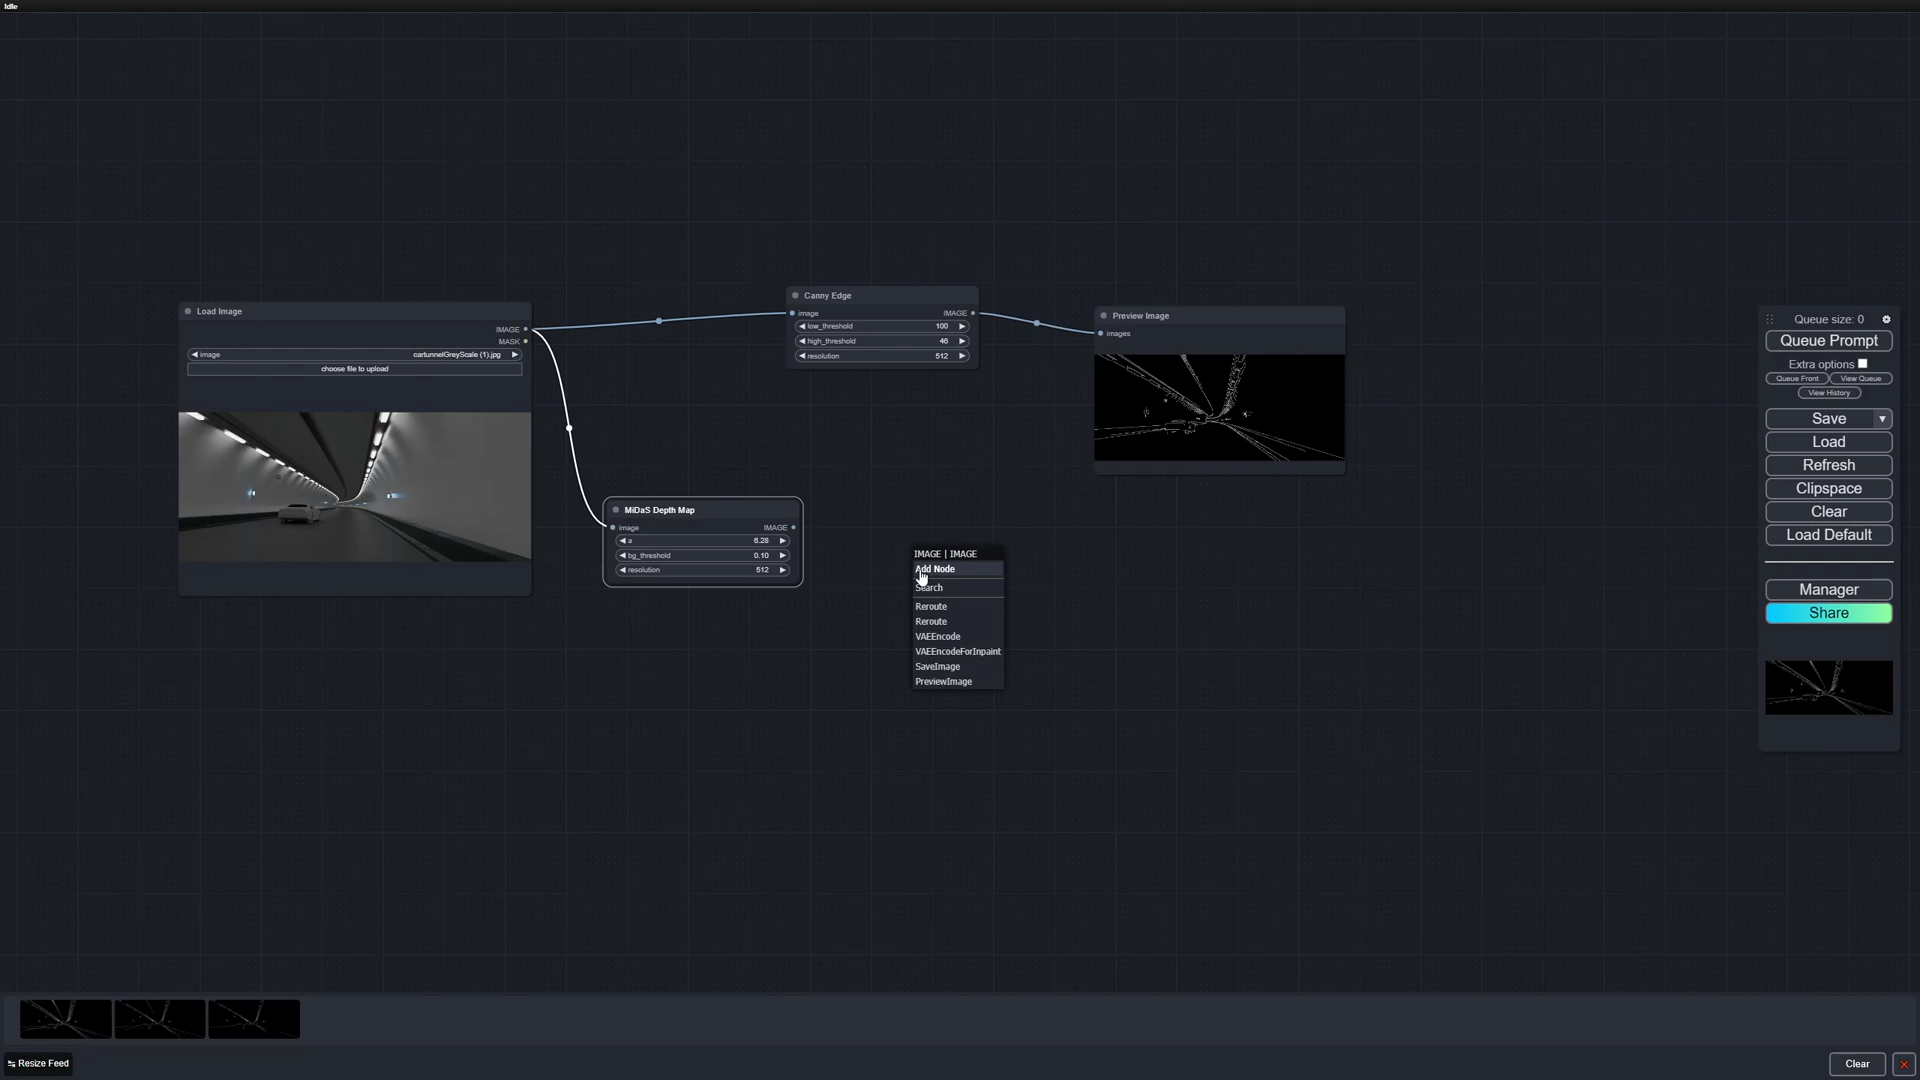 Idle
Load Image
IMAGE
MASK
image cartunnelGreyScale (1).jpg
choose file to upload
Canny Edge
image IMAGE
low_threshold 100
high_threshold 46
resolution 512
Preview Image
images
MiDaS Depth Map
image IMAGE
a 6.28
bg_threshold 0.10
resolution 512
IMAGE | IMAGE
Add Node
Search
Reroute
Reroute
VAEEncode
VAEEncodeForInpaint
SaveImage
PreviewImage
Queue size: 0
Queue Prompt
Extra options
Queue Front View Queue
View History
Save
Load
Refresh
Clipspace
Clear
Load Default
Manager
Share
Resize Feed
Clear